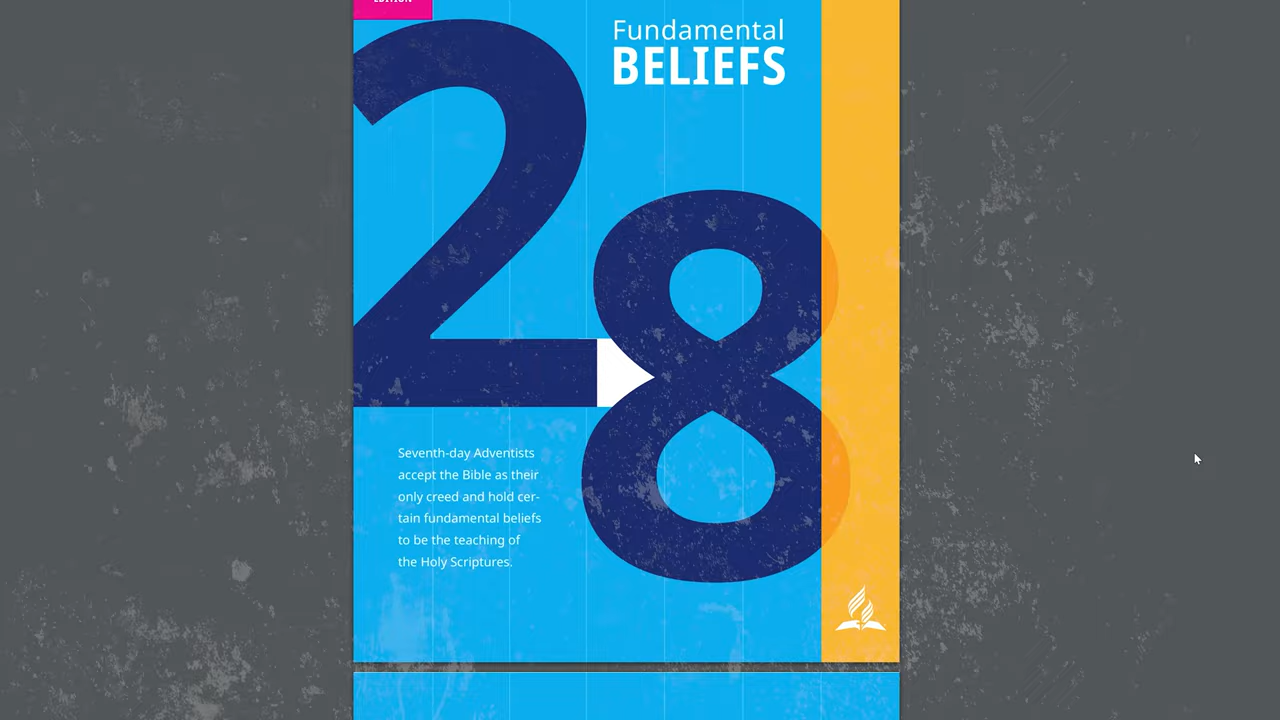 EDITION
Fundamental
BELIEFS
28
Seventh-day Adventists
accept the Bible as their
only creed and hold cer-
tain fundamental beliefs
to be the teaching of
the Holy Scriptures.